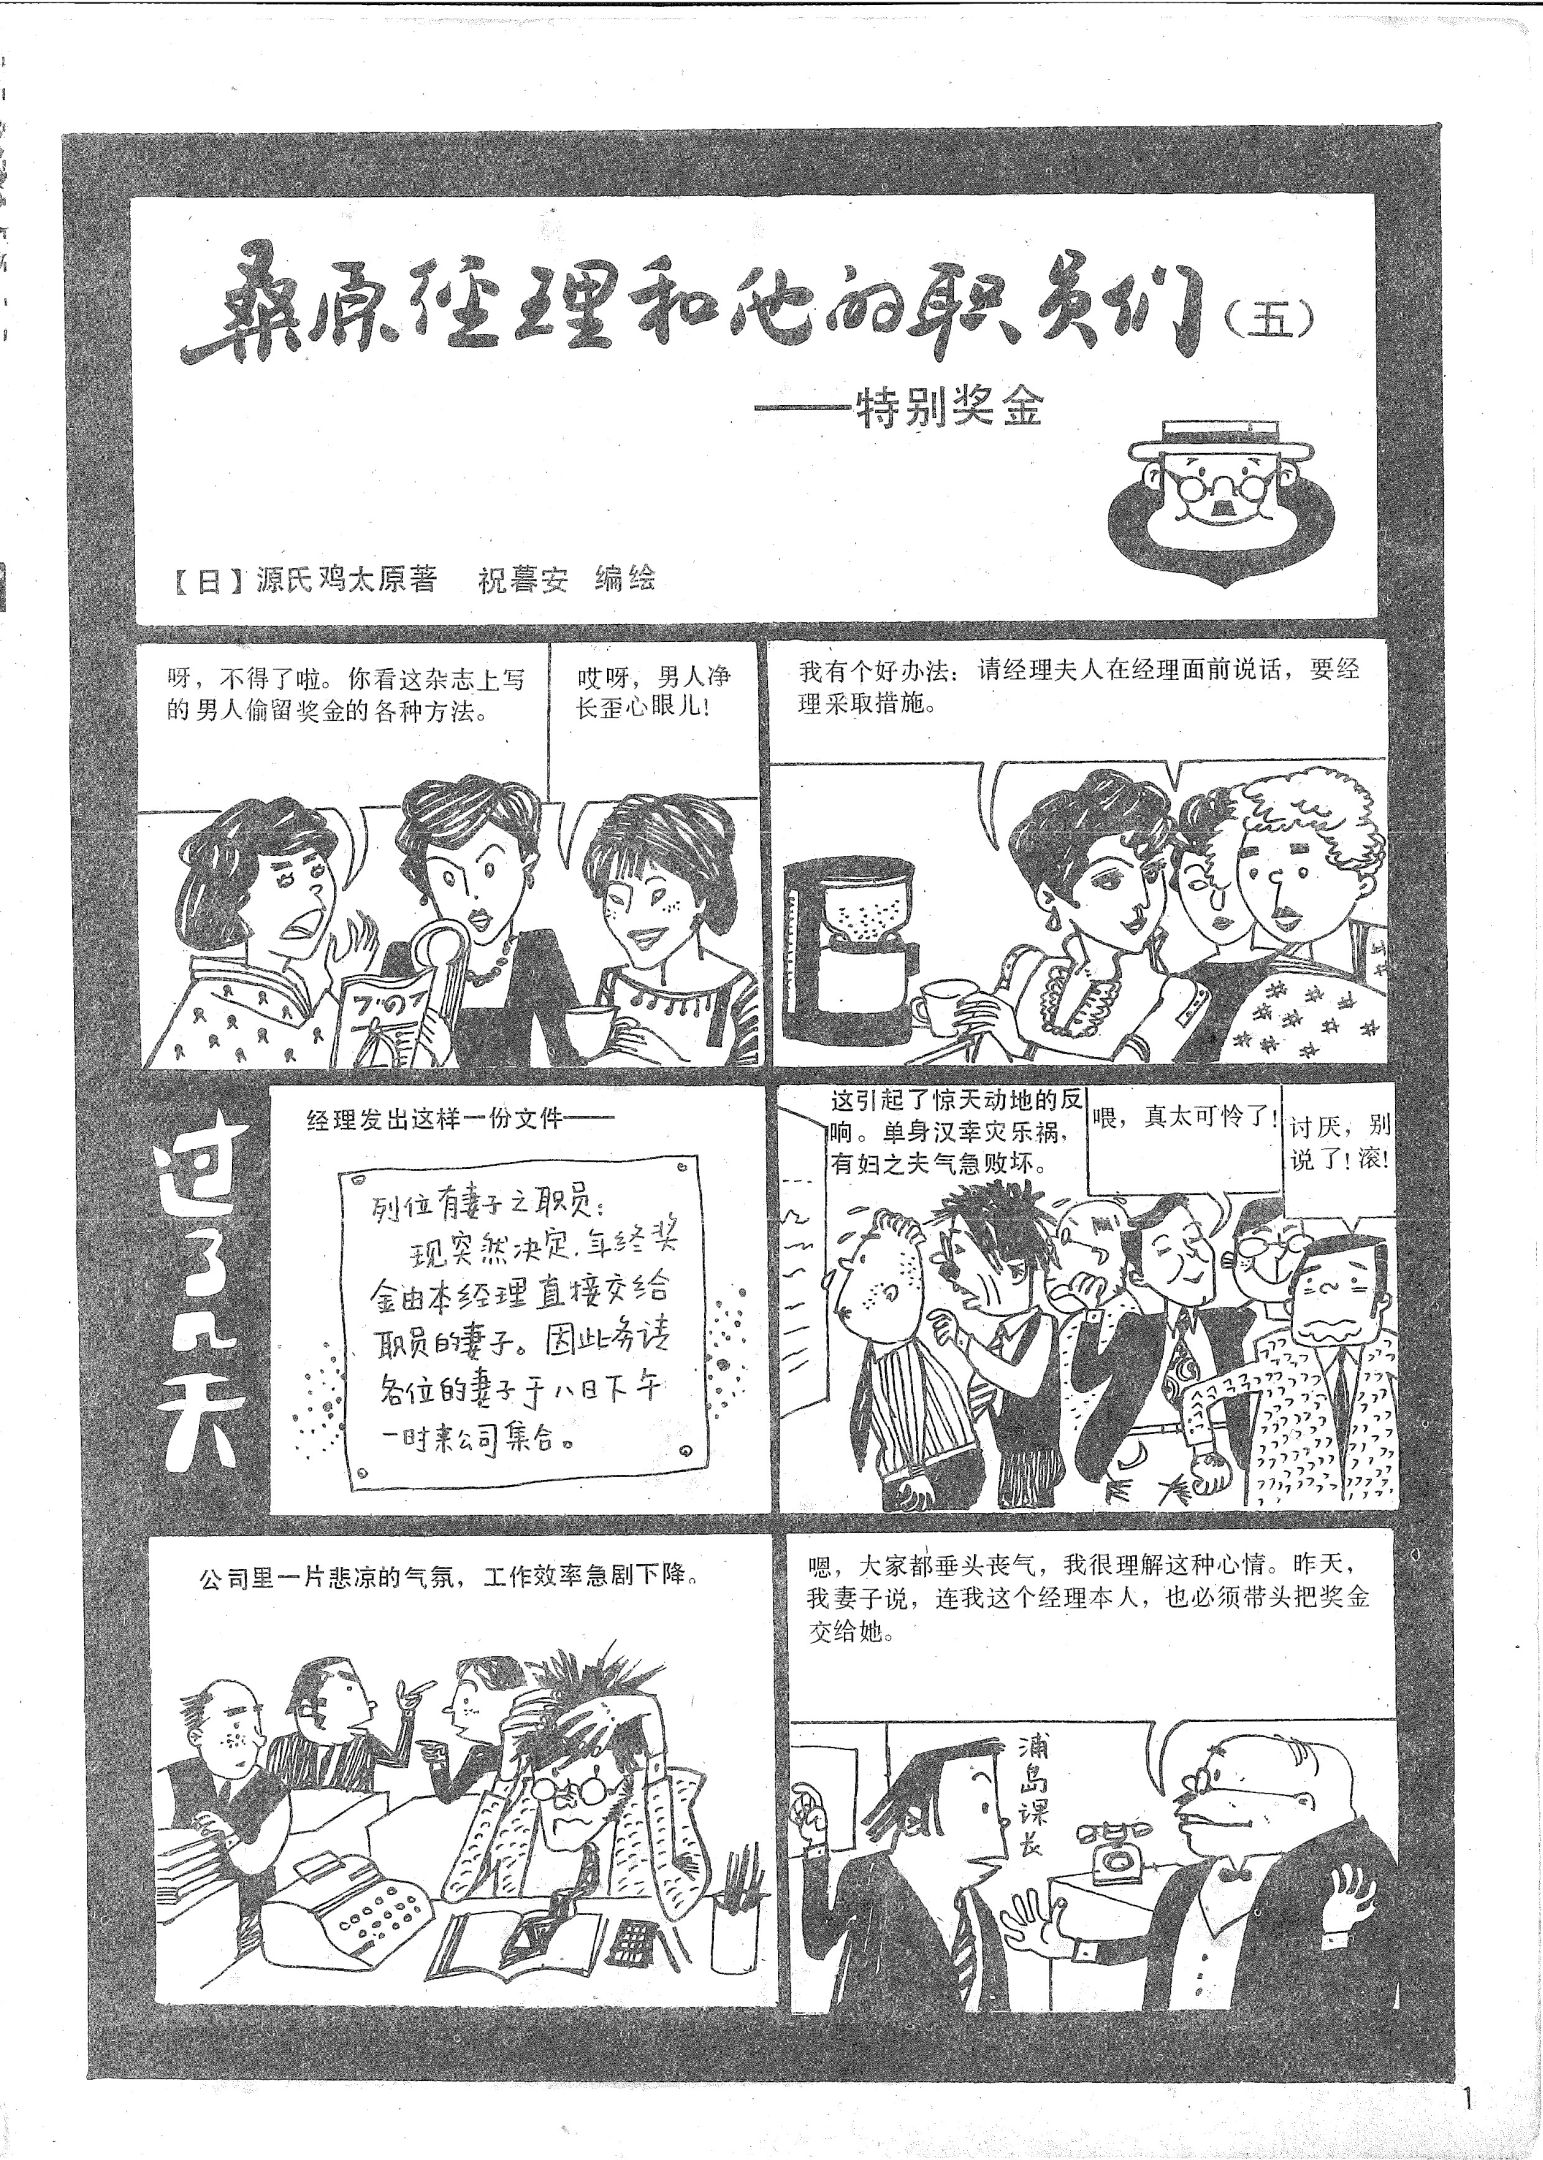 桑原经理和他的职员们(五)
——特别奖金
【日】源氏鸡太原著 祝暮安 编绘
呀，不得了啦。你看这杂志上写
的男人偷留奖金的各种方法。
哎呀，男人净
长歪心眼儿!
我有个好办法：请经理夫人在经理面前说话，要经
理采取措施。
过了几天
经理发出这样一份文件——
列位有妻子之职员：
现突然决定，年终奖
金由本经理直接交给
职员的妻子。因此务请
各位的妻子于八日下午
一时来公司集合。
这引起了惊天动地的反
响。单身汉幸灾乐祸，
有妇之夫气急败坏。
喂，真太可怜了!
讨厌，别
说了!滚!
公司里一片悲凉的气氛，工作效率急剧下降。
嗯，大家都垂头丧气，我很理解这种心情。昨天，
我妻子说，连我这个经理本人，也必须带头把奖金
交给她。
浦岛课长
1